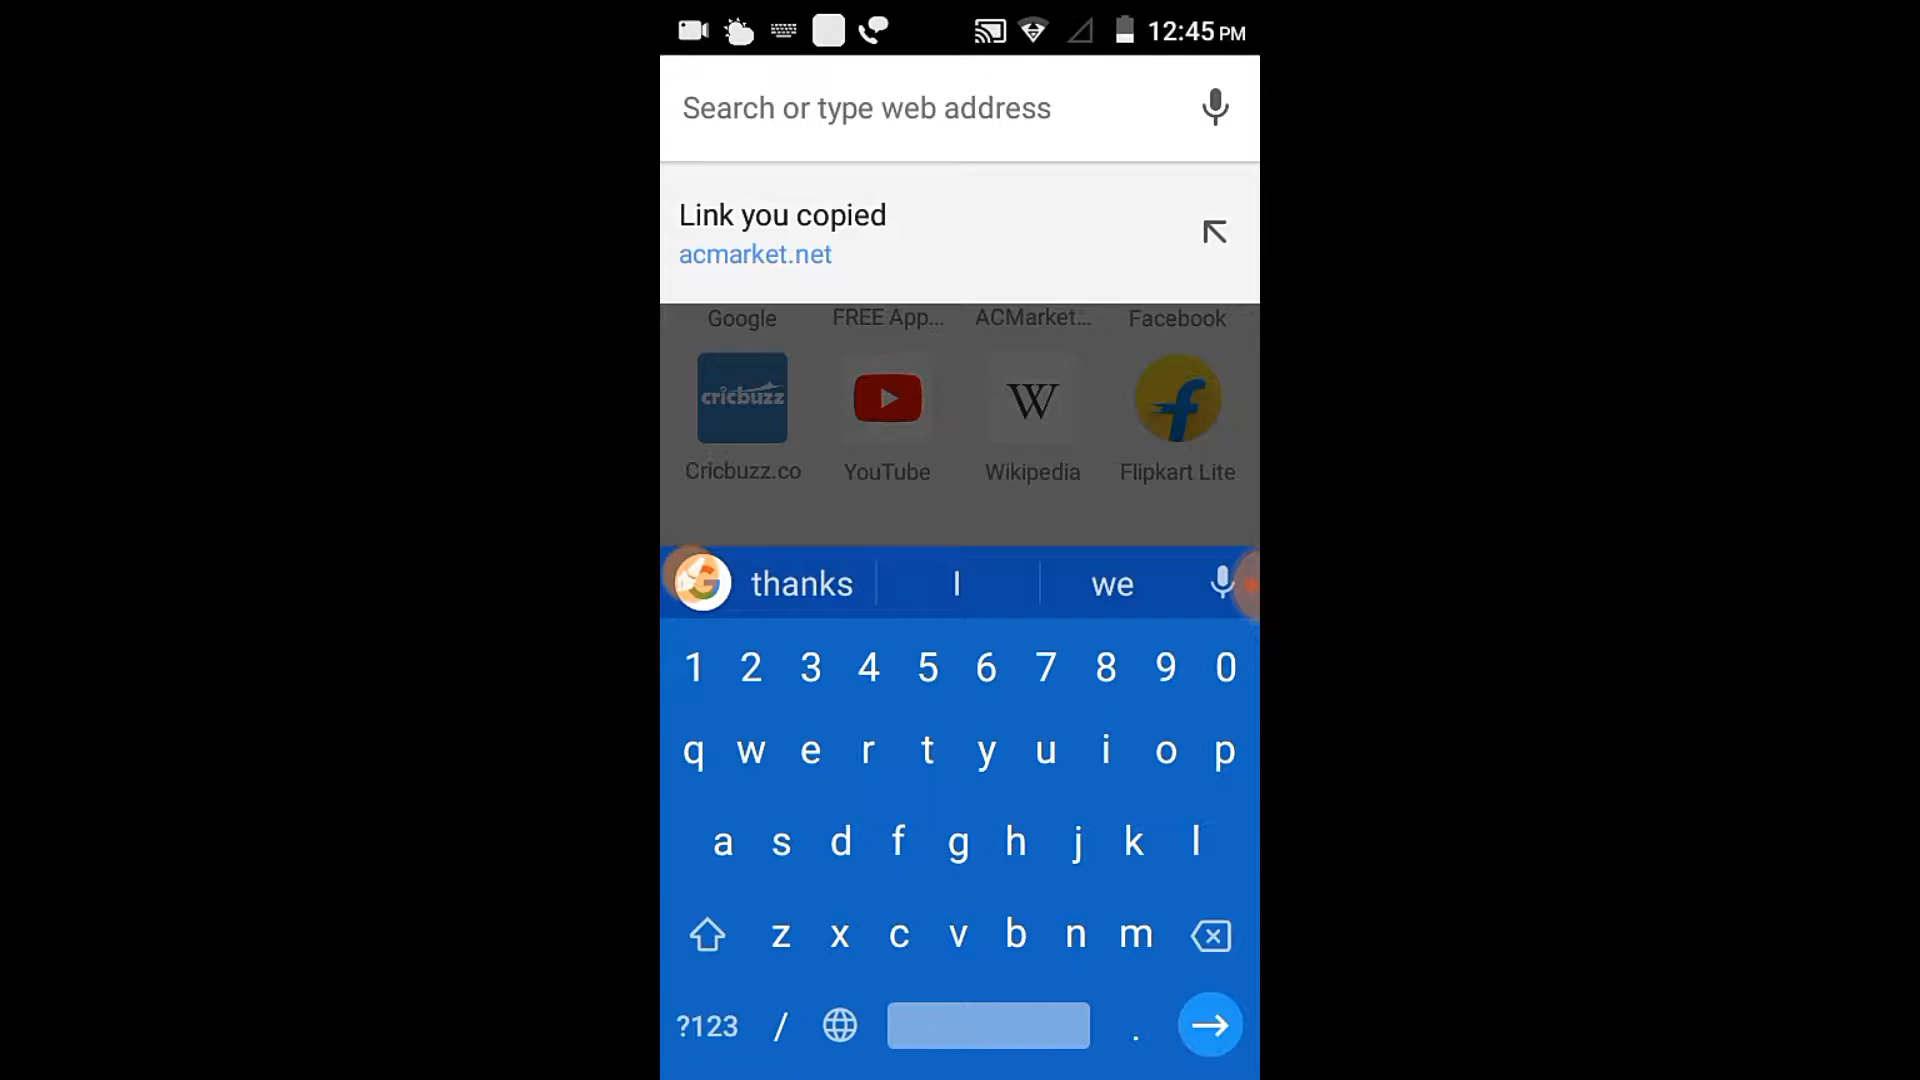 12:45 PM
Search or type web address
Link you copied
acmarket.net
Google FREE App... ACMarket... Facebook
cricbuzz W f
Cricbuzz.co YouTube Wikipedia Flipkart Lite
G thanks I we
1 2 3 4 5 6 7 8 9 0
q w e r t y u i o p
a s d f g h j k l
z x c v b n m
?123 / .